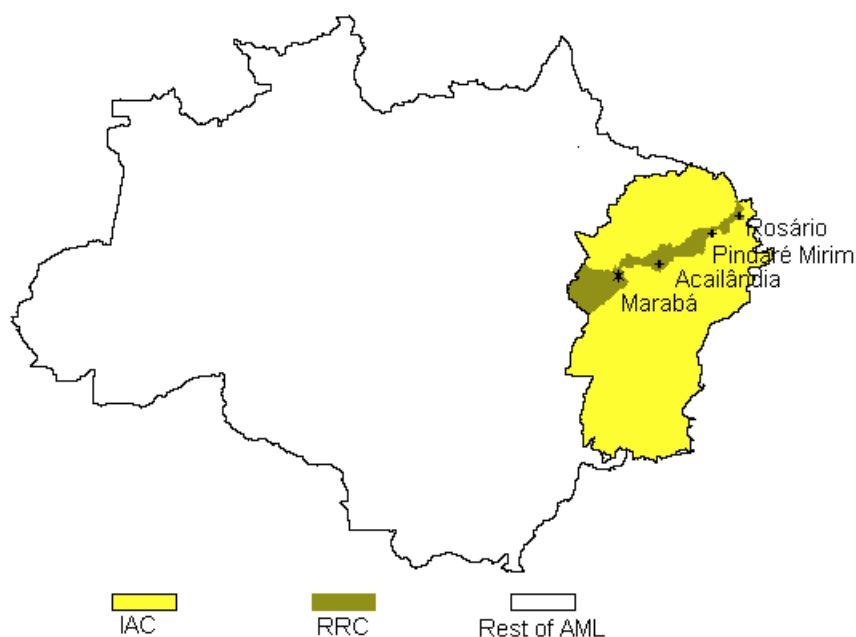 Rosário
Pindaré Mirim
Acailândia
Marabá
IAC
RRC
Rest of AML